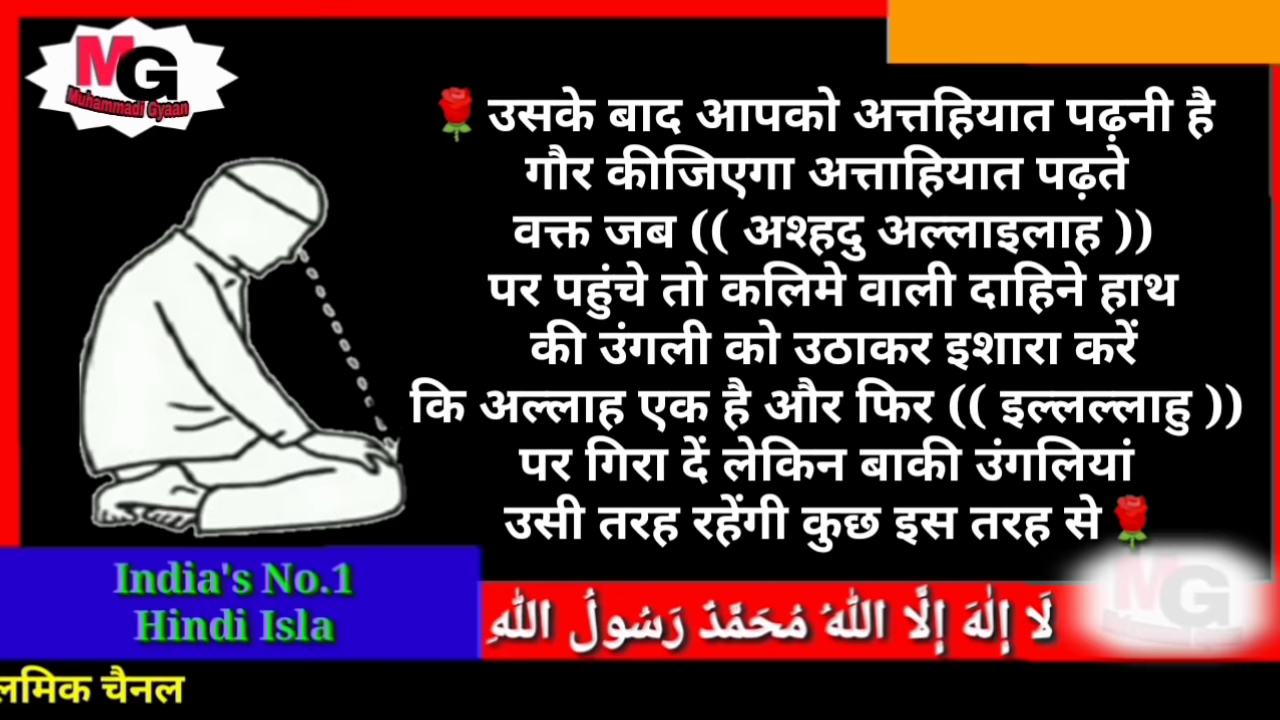 MG
Muhammadi Gyaan
🌹उसके बाद आपको अत्तहियात पढ़नी है
गौर कीजिएगा अत्ताहियात पढ़ते
वक्त जब (( अश्हदु अल्लाइलाह ))
पर पहुंचे तो कलिमे वाली दाहिने हाथ
की उंगली को उठाकर इशारा करें
कि अल्लाह एक है और फिर (( इल्लल्लाहु ))
पर गिरा दें लेकिन बाकी उंगलियां
उसी तरह रहेंगी कुछ इस तरह से🌹
India's No.1
Hindi Isla
لَا إِلٰهَ إِلَّا اللّٰهُ مُحَمَّدٌ رَسُولُ اللّٰهِ
MG
लमिक चैनल